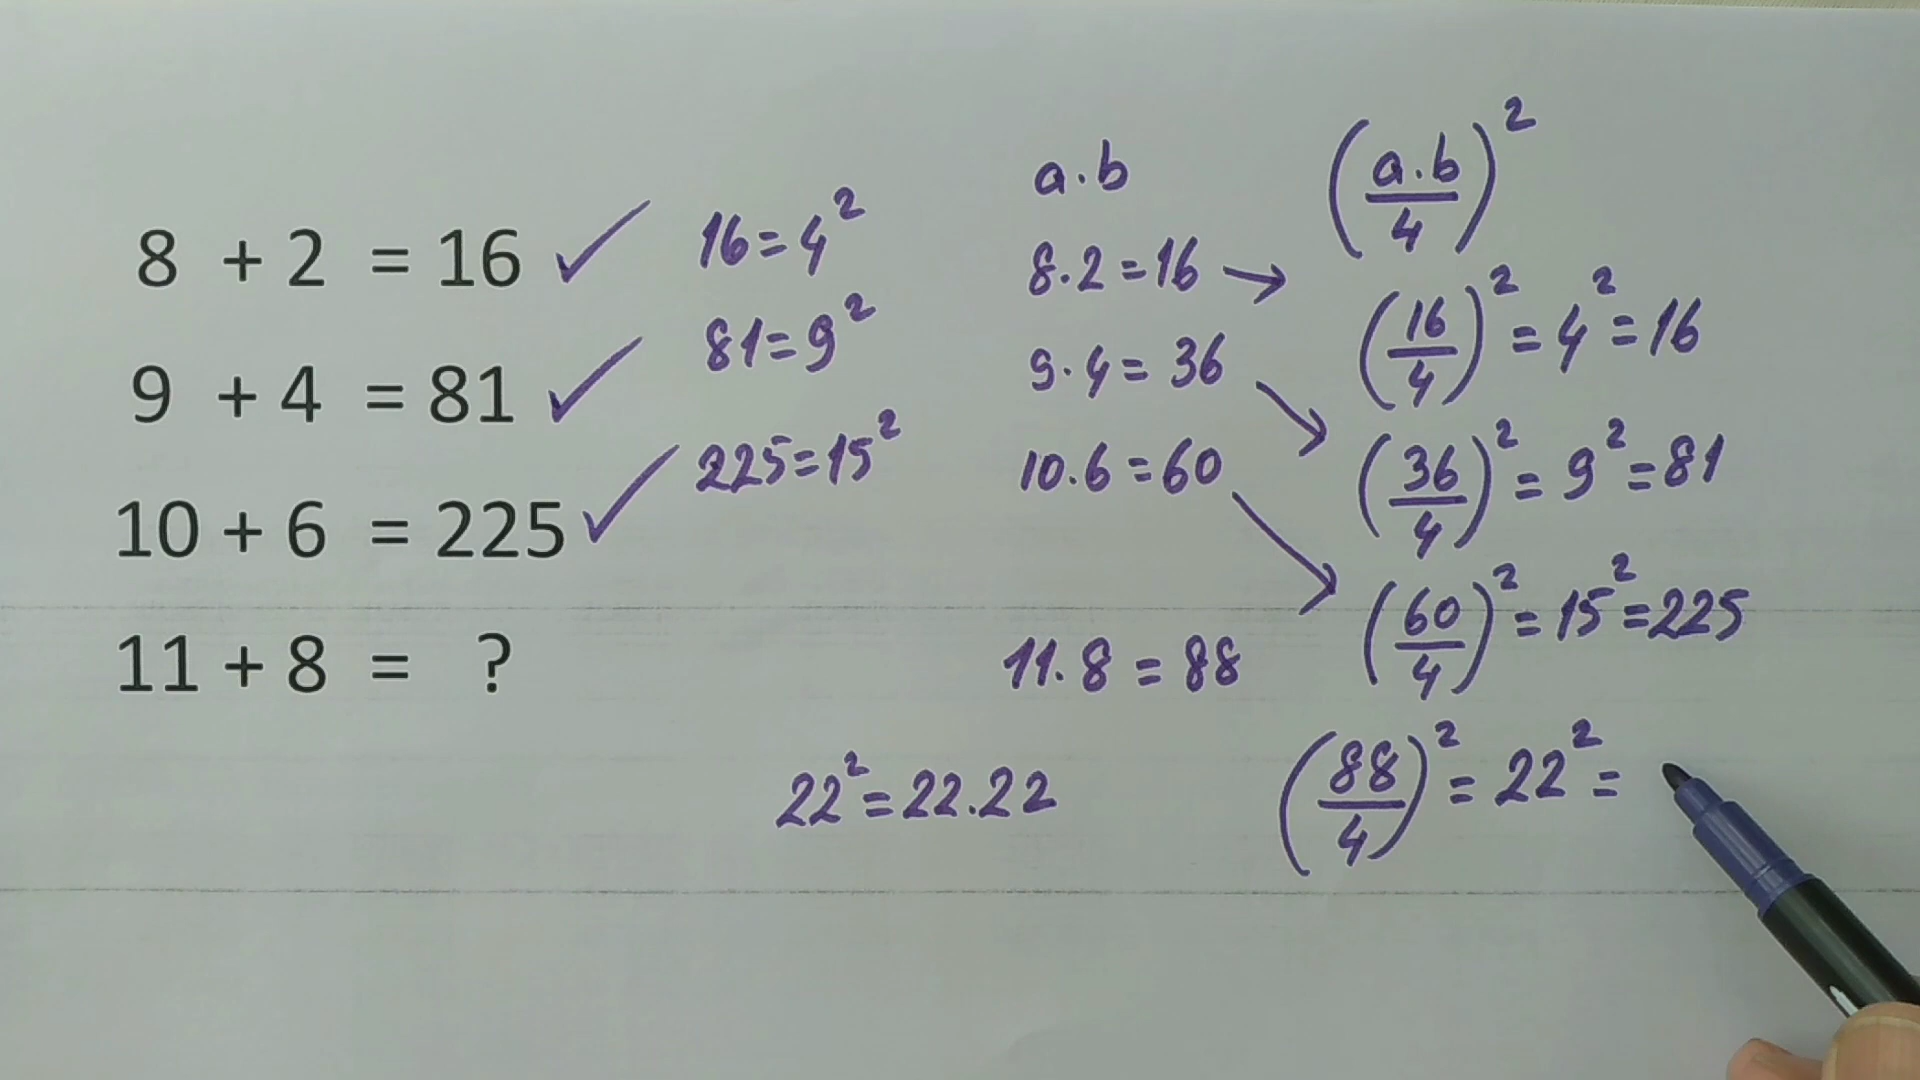 8 + 2 = 16 ✓
9 + 4 = 81 ✓
10 + 6 = 225 ✓
11 + 8 = ?
16=4²
81=9²
225=15²
22²=22.22
a.b
8.2=16 →
9.4=36
10.6=60
11.8=88
(a.b/4)²
(16/4)²=4²=16
(36/4)²=9²=81
(60/4)²=15²=225
(88/4)²=22²=